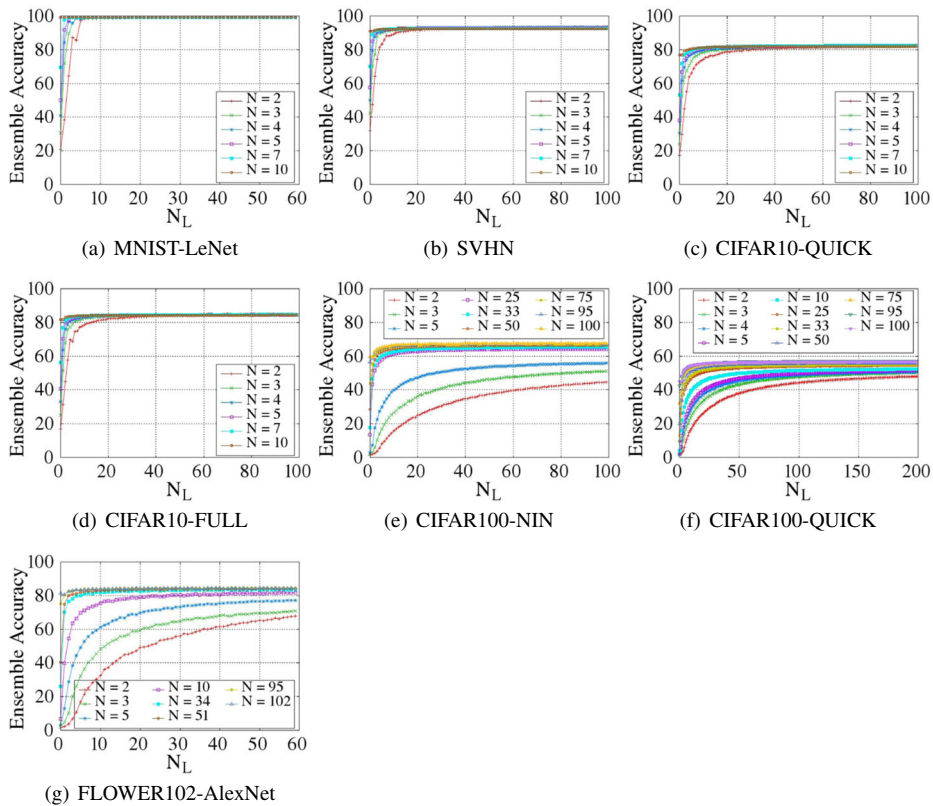 Ensemble Accuracy
100
80
60
40
20
0
N = 2
N = 3
N = 4
N = 5
N = 7
N = 10
0 10 20 30 40 50 60
N_L
(a) MNIST-LeNet
Ensemble Accuracy
100
80
60
40
20
0
N = 2
N = 3
N = 4
N = 5
N = 7
N = 10
0 20 40 60 80 100
N_L
(b) SVHN
Ensemble Accuracy
100
80
60
40
20
0
N = 2
N = 3
N = 4
N = 5
N = 7
N = 10
0 20 40 60 80 100
N_L
(c) CIFAR10-QUICK
Ensemble Accuracy
100
80
60
40
20
0
N = 2
N = 3
N = 4
N = 5
N = 7
N = 10
0 20 40 60 80 100
N_L
(d) CIFAR10-FULL
Ensemble Accuracy
100
80
60
40
20
0
N = 2 N = 25 N = 75
N = 3 N = 33 N = 95
N = 5 N = 50 N = 100
0 20 40 60 80 100
N_L
(e) CIFAR100-NIN
Ensemble Accuracy
100
80
60
40
20
0
N = 2 N = 10 N = 75
N = 3 N = 25 N = 95
N = 4 N = 33 N = 100
N = 5 N = 50
0 50 100 150 200
N_L
(f) CIFAR100-QUICK
Ensemble Accuracy
100
80
60
40
20
0
N = 2 N = 10 N = 95
N = 3 N = 34 N = 102
N = 5 N = 51
0 10 20 30 40 50 60
N_L
(g) FLOWER102-AlexNet